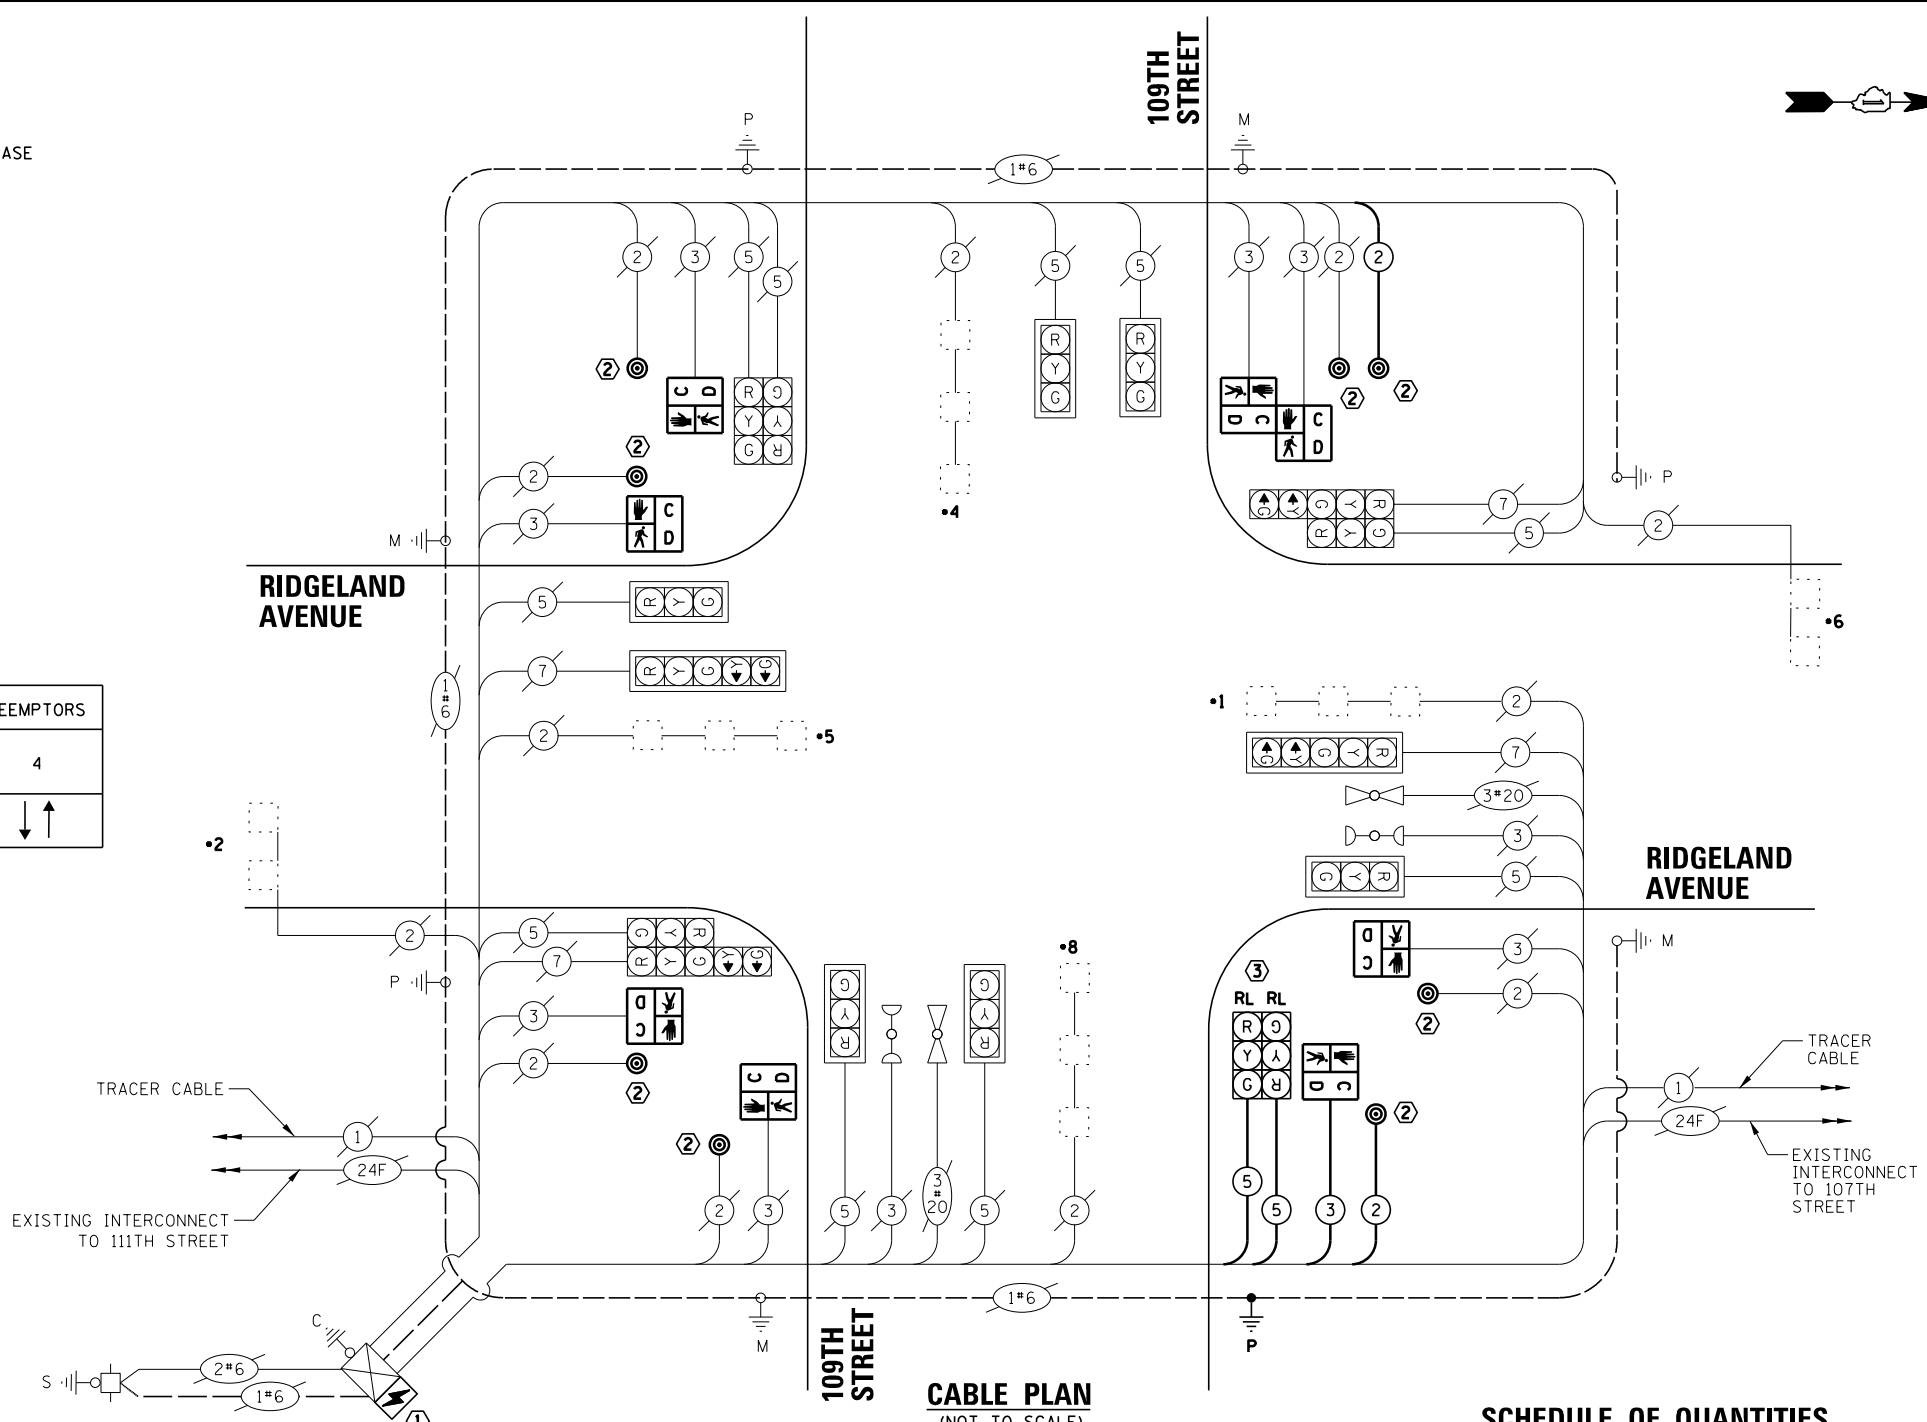 ASE
109TH
STREET
P
M
1#6
2
3
5
5
2
5
5
3
3
2
2
2
C D
R G
Y Y
G R
R
Y
G
R
Y
G
2
2
D C
C
D
2
2
P
3
C
D
•4
G Y G Y R
7
R Y G
5
2
M
RIDGELAND
AVENUE
5
R Y G
•6
EEMPTORS
1
#
6
7
R Y G Y G
•1
2
4
2
•5
G Y G Y R
7
3#20
•2
3
RIDGELAND
AVENUE
G Y R
5
2
5
G Y R
7
R Y G Y G
•8
D
C
3
M
P
3
D
C
G
Y
R
G
Y
R
3
RL RL
2
2
2
2
R G
Y Y
G R
TRACER
CABLE
TRACER CABLE
C D
D C
2
1
1
24F
24F
2
EXISTING
INTERCONNECT
TO 107TH
STREET
EXISTING INTERCONNECT
TO 111TH STREET
2
3
5
3
3
#
20
5
2
5
5
3
2
1#6
C
M
P
109TH
STREET
S
2#6
1#6
1
CABLE PLAN
(NOT TO SCALE)
SCHEDULE OF QUANTITIES